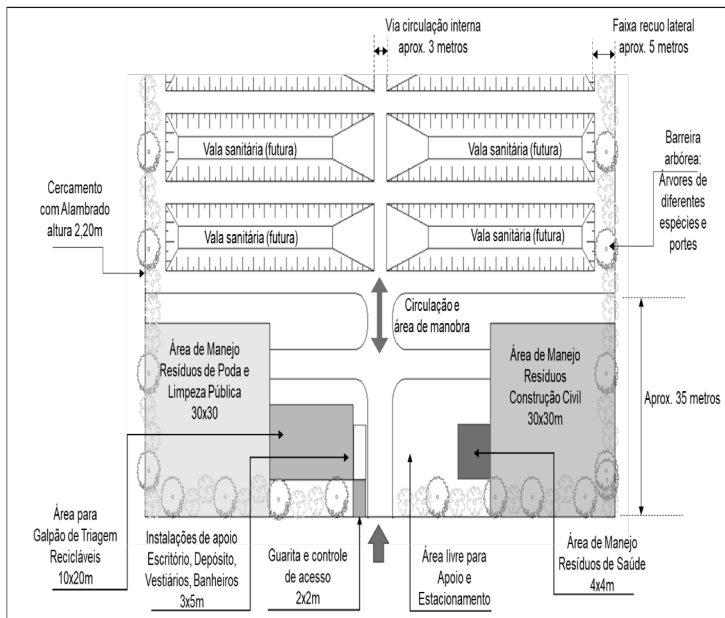 Via circulação interna
aprox. 3 metros
Faixa recuo lateral
aprox. 5 metros
Vala sanitária (futura)
Vala sanitária (futura)
Barreira
arbórea:
Árvores de
diferentes
espécies e
portes
Cercamento
com Alambrado
altura 2,20m
Vala sanitária (futura)
Vala sanitária (futura)
Circulação e
área de manobra
Área de Manejo
Resíduos de Poda e
Limpeza Pública
30x30
Área de Manejo
Resíduos
Construção Civil
30x30m
Aprox. 35 metros
Área para
Galpão de Triagem
Recicláveis
10x20m
Instalações de apoio
Escritório, Depósito,
Vestiários, Banheiros
3x5m
Guarita e controle
de acesso
2x2m
Área livre para
Apoio e
Estacionamento
Área de Manejo
Resíduos de Saúde
4x4m